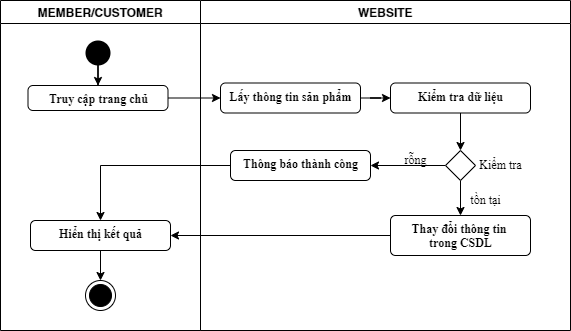 MEMBER/CUSTOMER
WEBSITE
Truy cập trang chủ
Lấy thông tin sản phẩm
Kiểm tra dữ liệu
Thông báo thành công
rỗng
Kiểm tra
tồn tại
Hiển thị kết quả
Thay đổi thông tin
trong CSDL